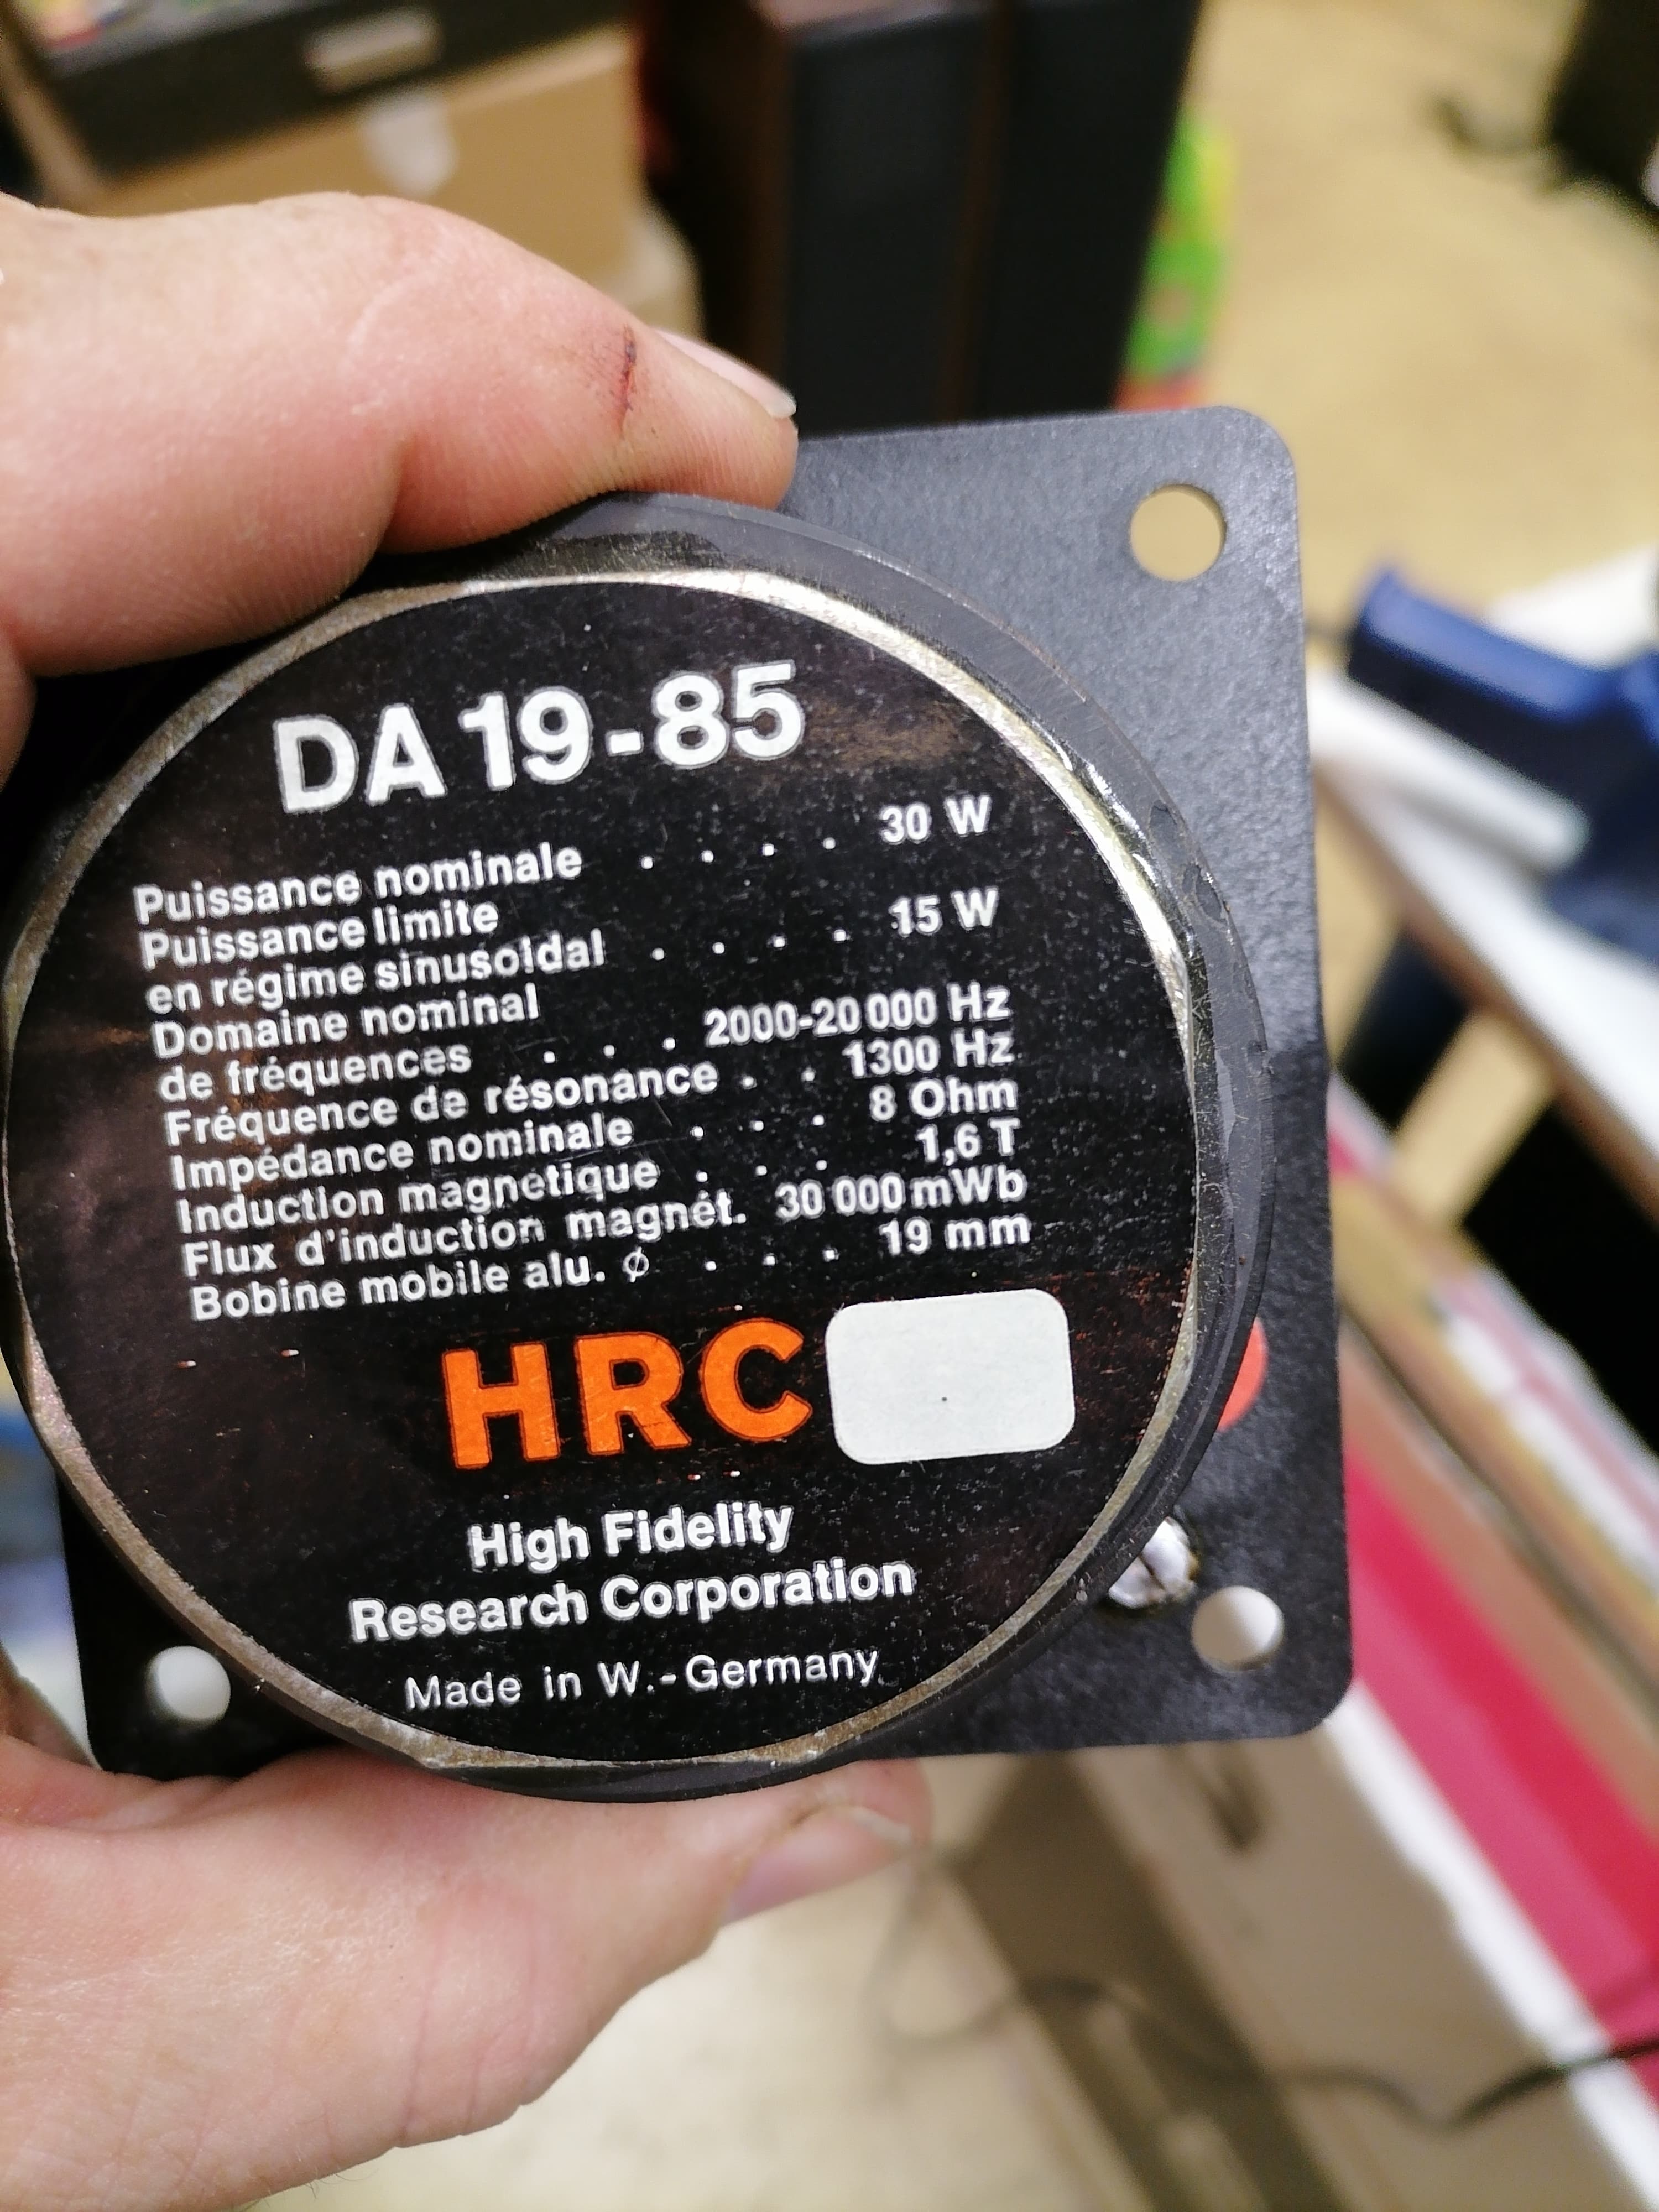 DA 19-85
Puissance nominale . . . . 30 W
Puissance limite
en régime sinusoïdal . . . . 15 W
Domaine nominal
de fréquences . . . 2000-20 000 Hz
Fréquence de résonance . . 1300 Hz
Impédance nominale . . . 8 Ohm
Induction magnetique . . . 1,6 T
Flux d'induction magnét. 30 000 mWb
Bobine mobile alu. ϕ . . . 19 mm
HRC
High Fidelity
Research Corporation
Made in W.-Germany